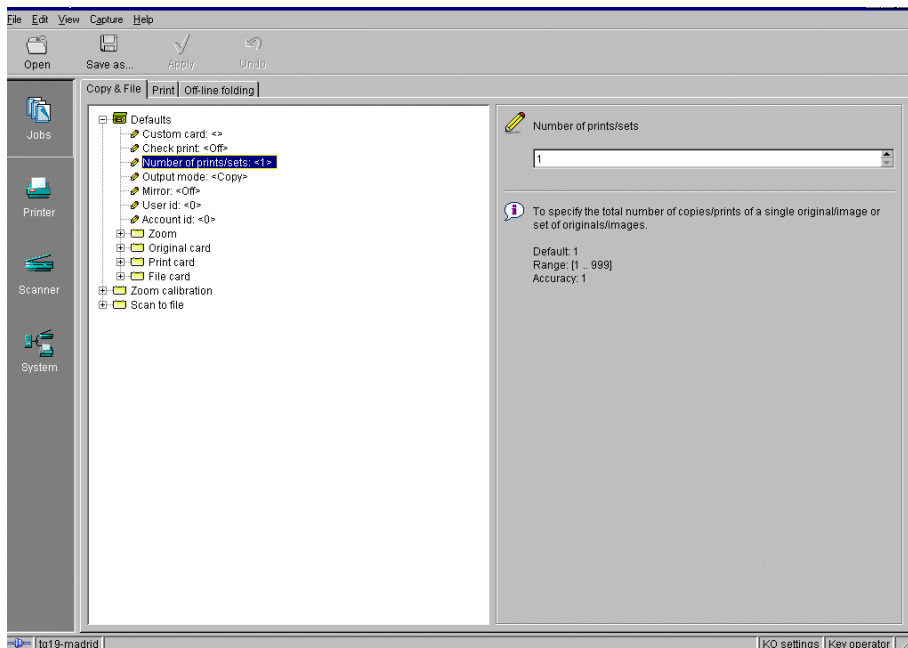 File Edit View Capture Help
Open Save as... Apply Undo
Copy & File Print Off-line folding
Jobs
Printer
Scanner
System
Defaults
Custom card: <>
Check print: <Off>
Number of prints/sets: <1>
Output mode: <Copy>
Mirror: <Off>
User id: <0>
Account id: <0>
Zoom
Original card
Print card
File card
Zoom calibration
Scan to file
Number of prints/sets
1
To specify the total number of copies/prints of a single original/image or
set of originals/images.
Default: 1
Range: [1 .. 999]
Accuracy: 1
tg19-madrid KO settings Key operator